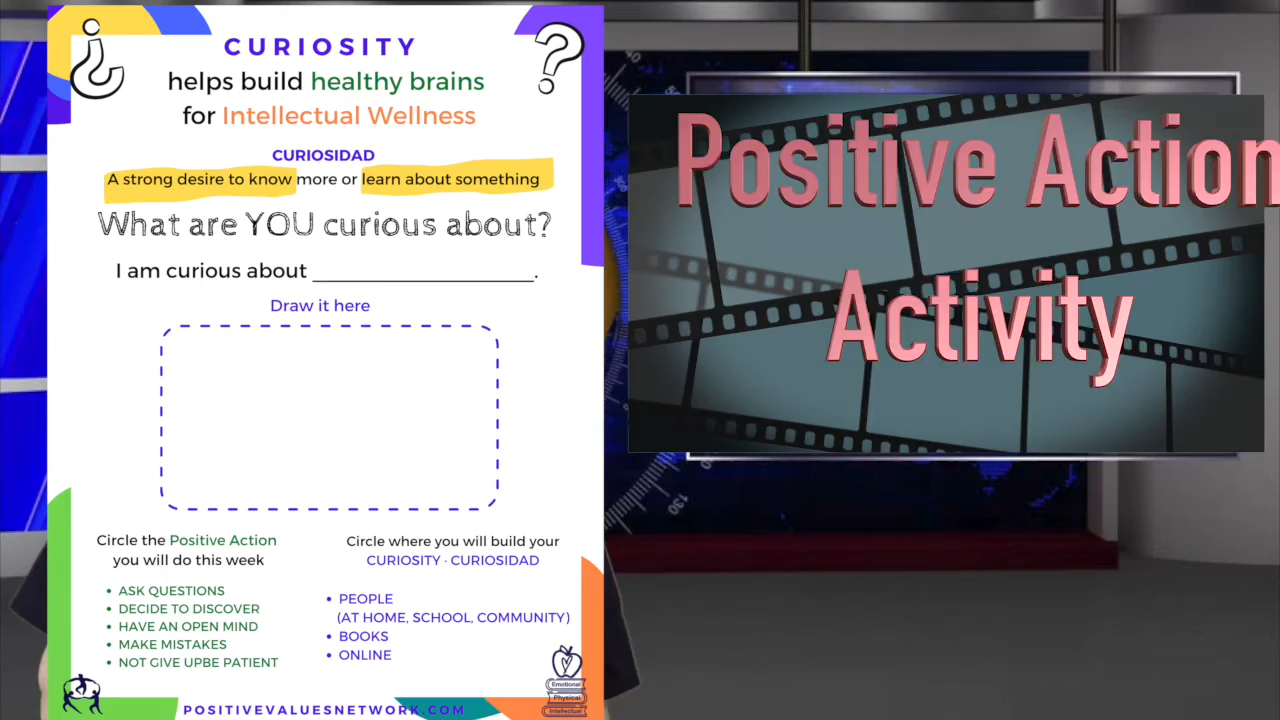 CURIOSITY
helps build healthy brains
for Intellectual Wellness
CURIOSIDAD
A strong desire to know more or learn about something
What are YOU curious about?
I am curious about ______________________.
Draw it here
Circle the Positive Action
you will do this week
• ASK QUESTIONS
• DECIDE TO DISCOVER
• HAVE AN OPEN MIND
• MAKE MISTAKES
• NOT GIVE UPBE PATIENT
Circle where you will build your
CURIOSITY · CURIOSIDAD
• PEOPLE
(AT HOME, SCHOOL, COMMUNITY)
• BOOKS
• ONLINE
Emotional
Physical
Intellectual
POSITIVEVALUESNETWORK.COM
Positive Action
Activity
40
130